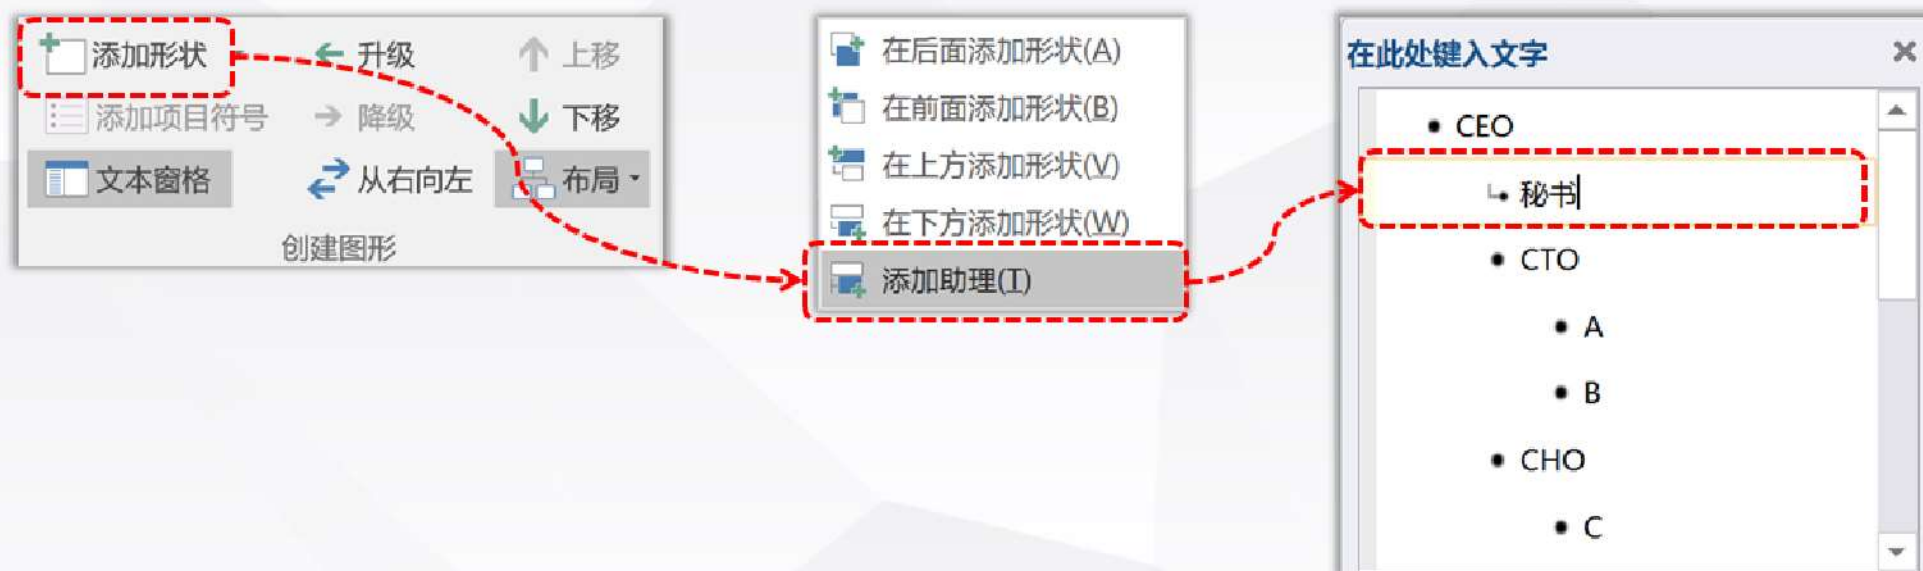 添加形状
升级
上移
添加项目符号
降级
下移
文本窗格
从右向左
布局
创建图形
在后面添加形状(A)
在前面添加形状(B)
在上方添加形状(V)
在下方添加形状(W)
添加助理(T)
在此处键入文字
CEO
秘书
CTO
A
B
CHO
C